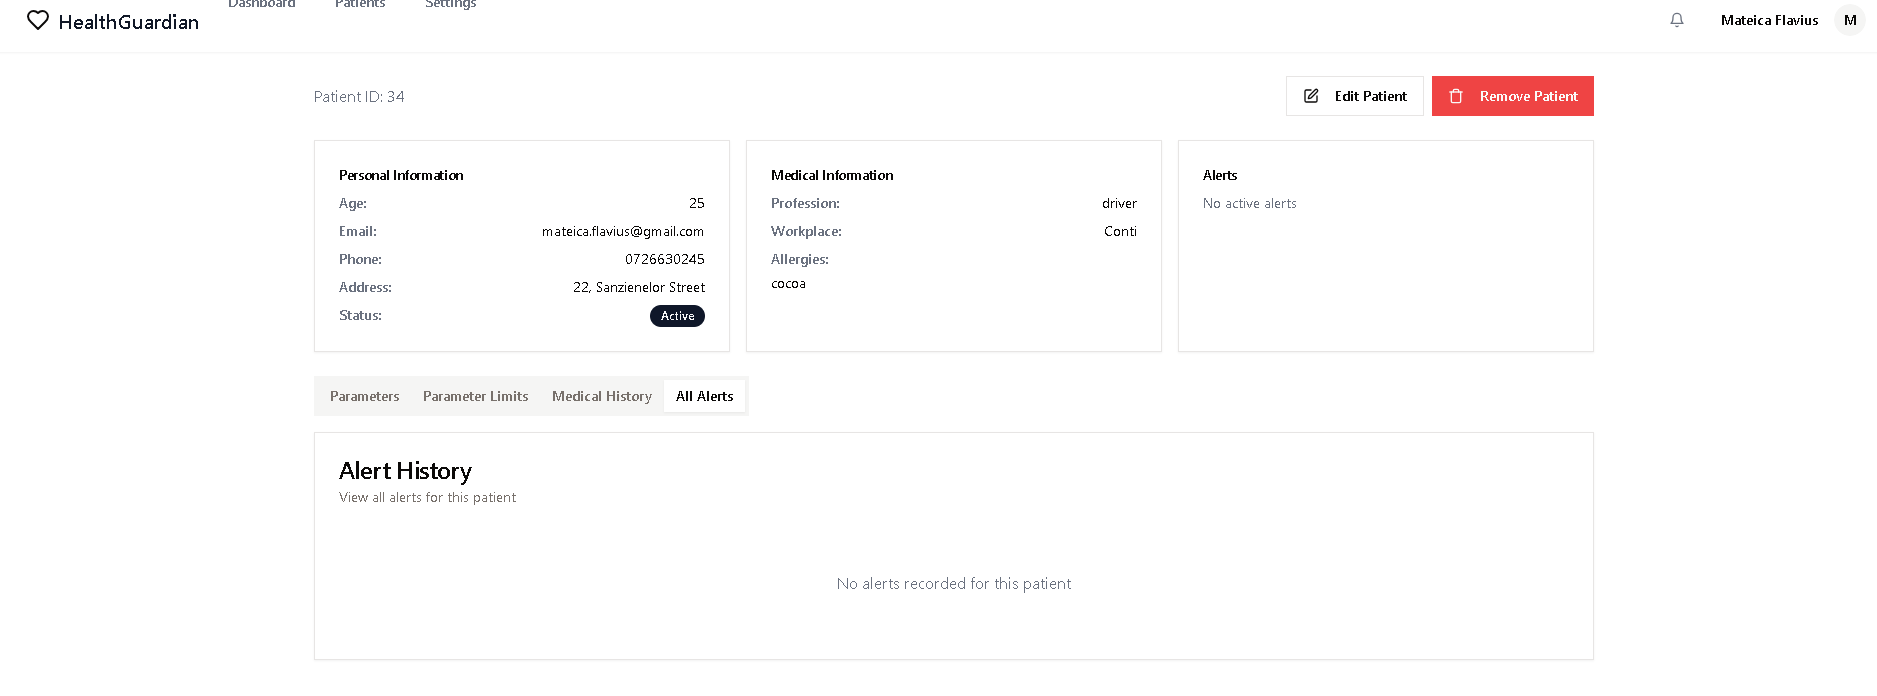 HealthGuardian
Dashboard Patients Settings
Mateica Flavius M
Patient ID: 34
Edit Patient
Remove Patient
Personal Information
Age: 25
Email: mateica.flavius@gmail.com
Phone: 0726630245
Address: 22, Sanzienelor Street
Status: Active
Medical Information
Profession: driver
Workplace: Conti
Allergies:
cocoa
Alerts
No active alerts
Parameters Parameter Limits Medical History All Alerts
Alert History
View all alerts for this patient
No alerts recorded for this patient